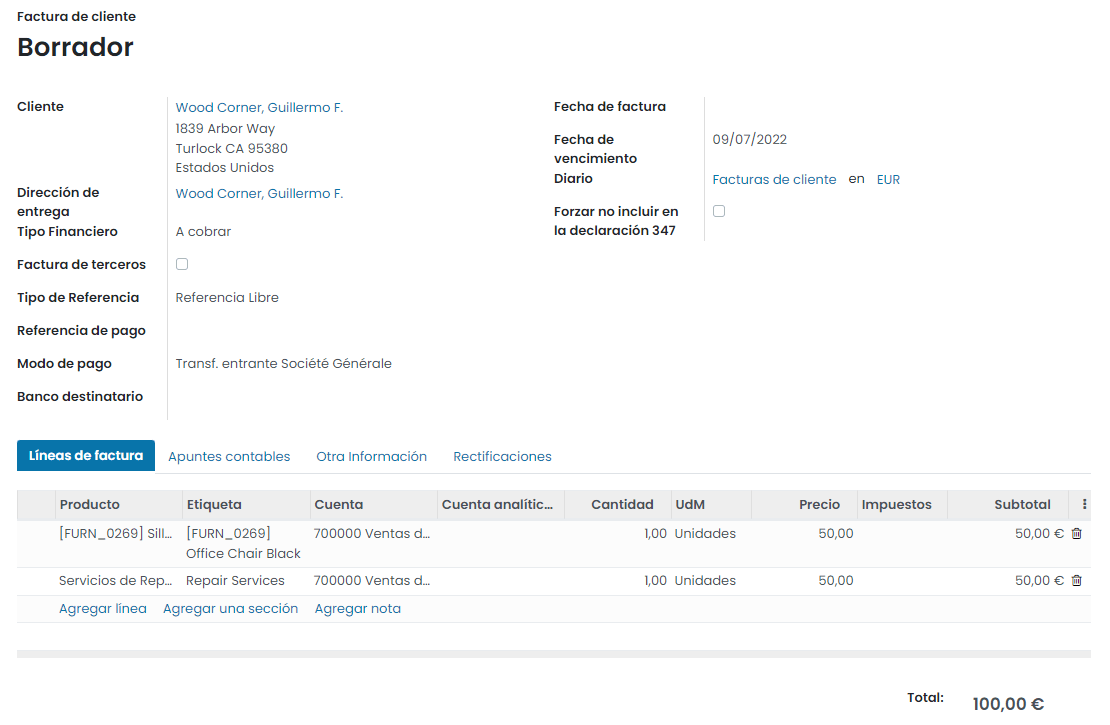 Factura de cliente
Borrador
Cliente
Wood Corner, Guillermo F.
1839 Arbor Way
Turlock CA 95380
Estados Unidos
Dirección de
entrega
Wood Corner, Guillermo F.
Tipo Financiero
A cobrar
Factura de terceros
Tipo de Referencia
Referencia Libre
Referencia de pago
Modo de pago
Transf. entrante Société Générale
Banco destinatario
Fecha de factura
Fecha de
vencimiento
09/07/2022
Diario
Facturas de cliente en EUR
Forzar no incluir en
la declaración 347
Líneas de factura Apuntes contables Otra Información Rectificaciones
Producto Etiqueta Cuenta Cuenta analític... Cantidad UdM Precio Impuestos Subtotal
[FURN_0269] Sill... [FURN_0269] 700000 Ventas d... 1,00 Unidades 50,00 50,00 €
Office Chair Black
Servicios de Rep... Repair Services 700000 Ventas d... 1,00 Unidades 50,00 50,00 €
Agregar línea Agregar una sección Agregar nota
Total: 100,00 €